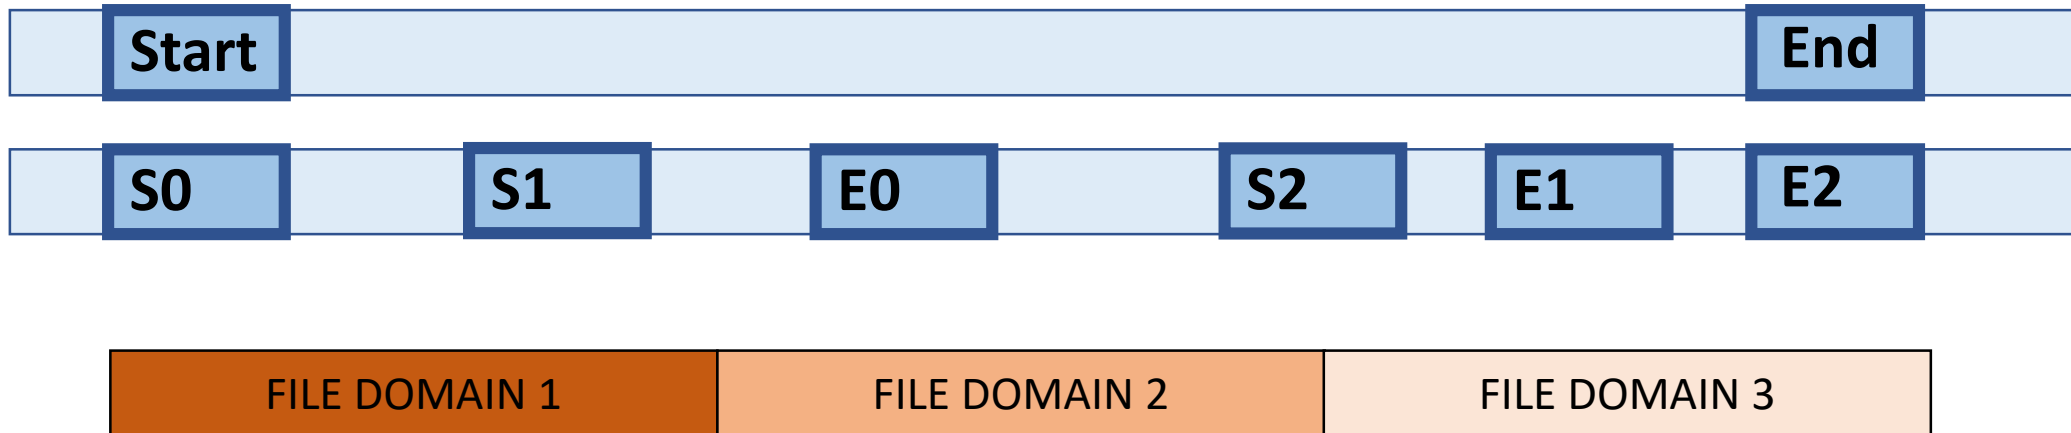 Start End
S0 S1 E0 S2 E1 E2
FILE DOMAIN 1 FILE DOMAIN 2 FILE DOMAIN 3